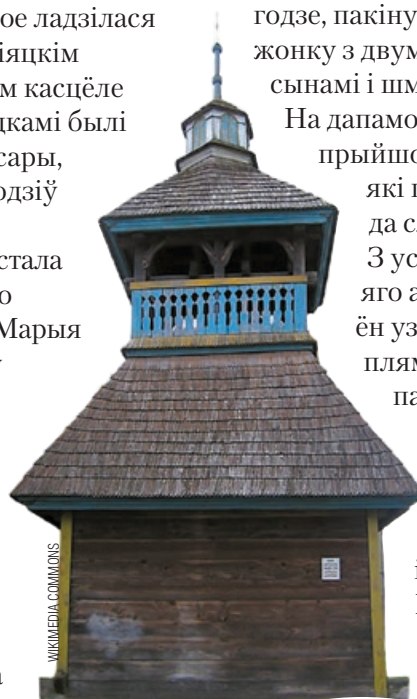 ое ладзілася
іяцкім
м касцёле
цкамі былі
сары,
одзіў
стала
о
Марыя
а
WIKIMEDIA COMMONS
годзе, пакіну
жонку з двум
сынамі і шм
На дапамо
прыйшо
які
да с
З ус
яго а
ён уз
плям
па
і